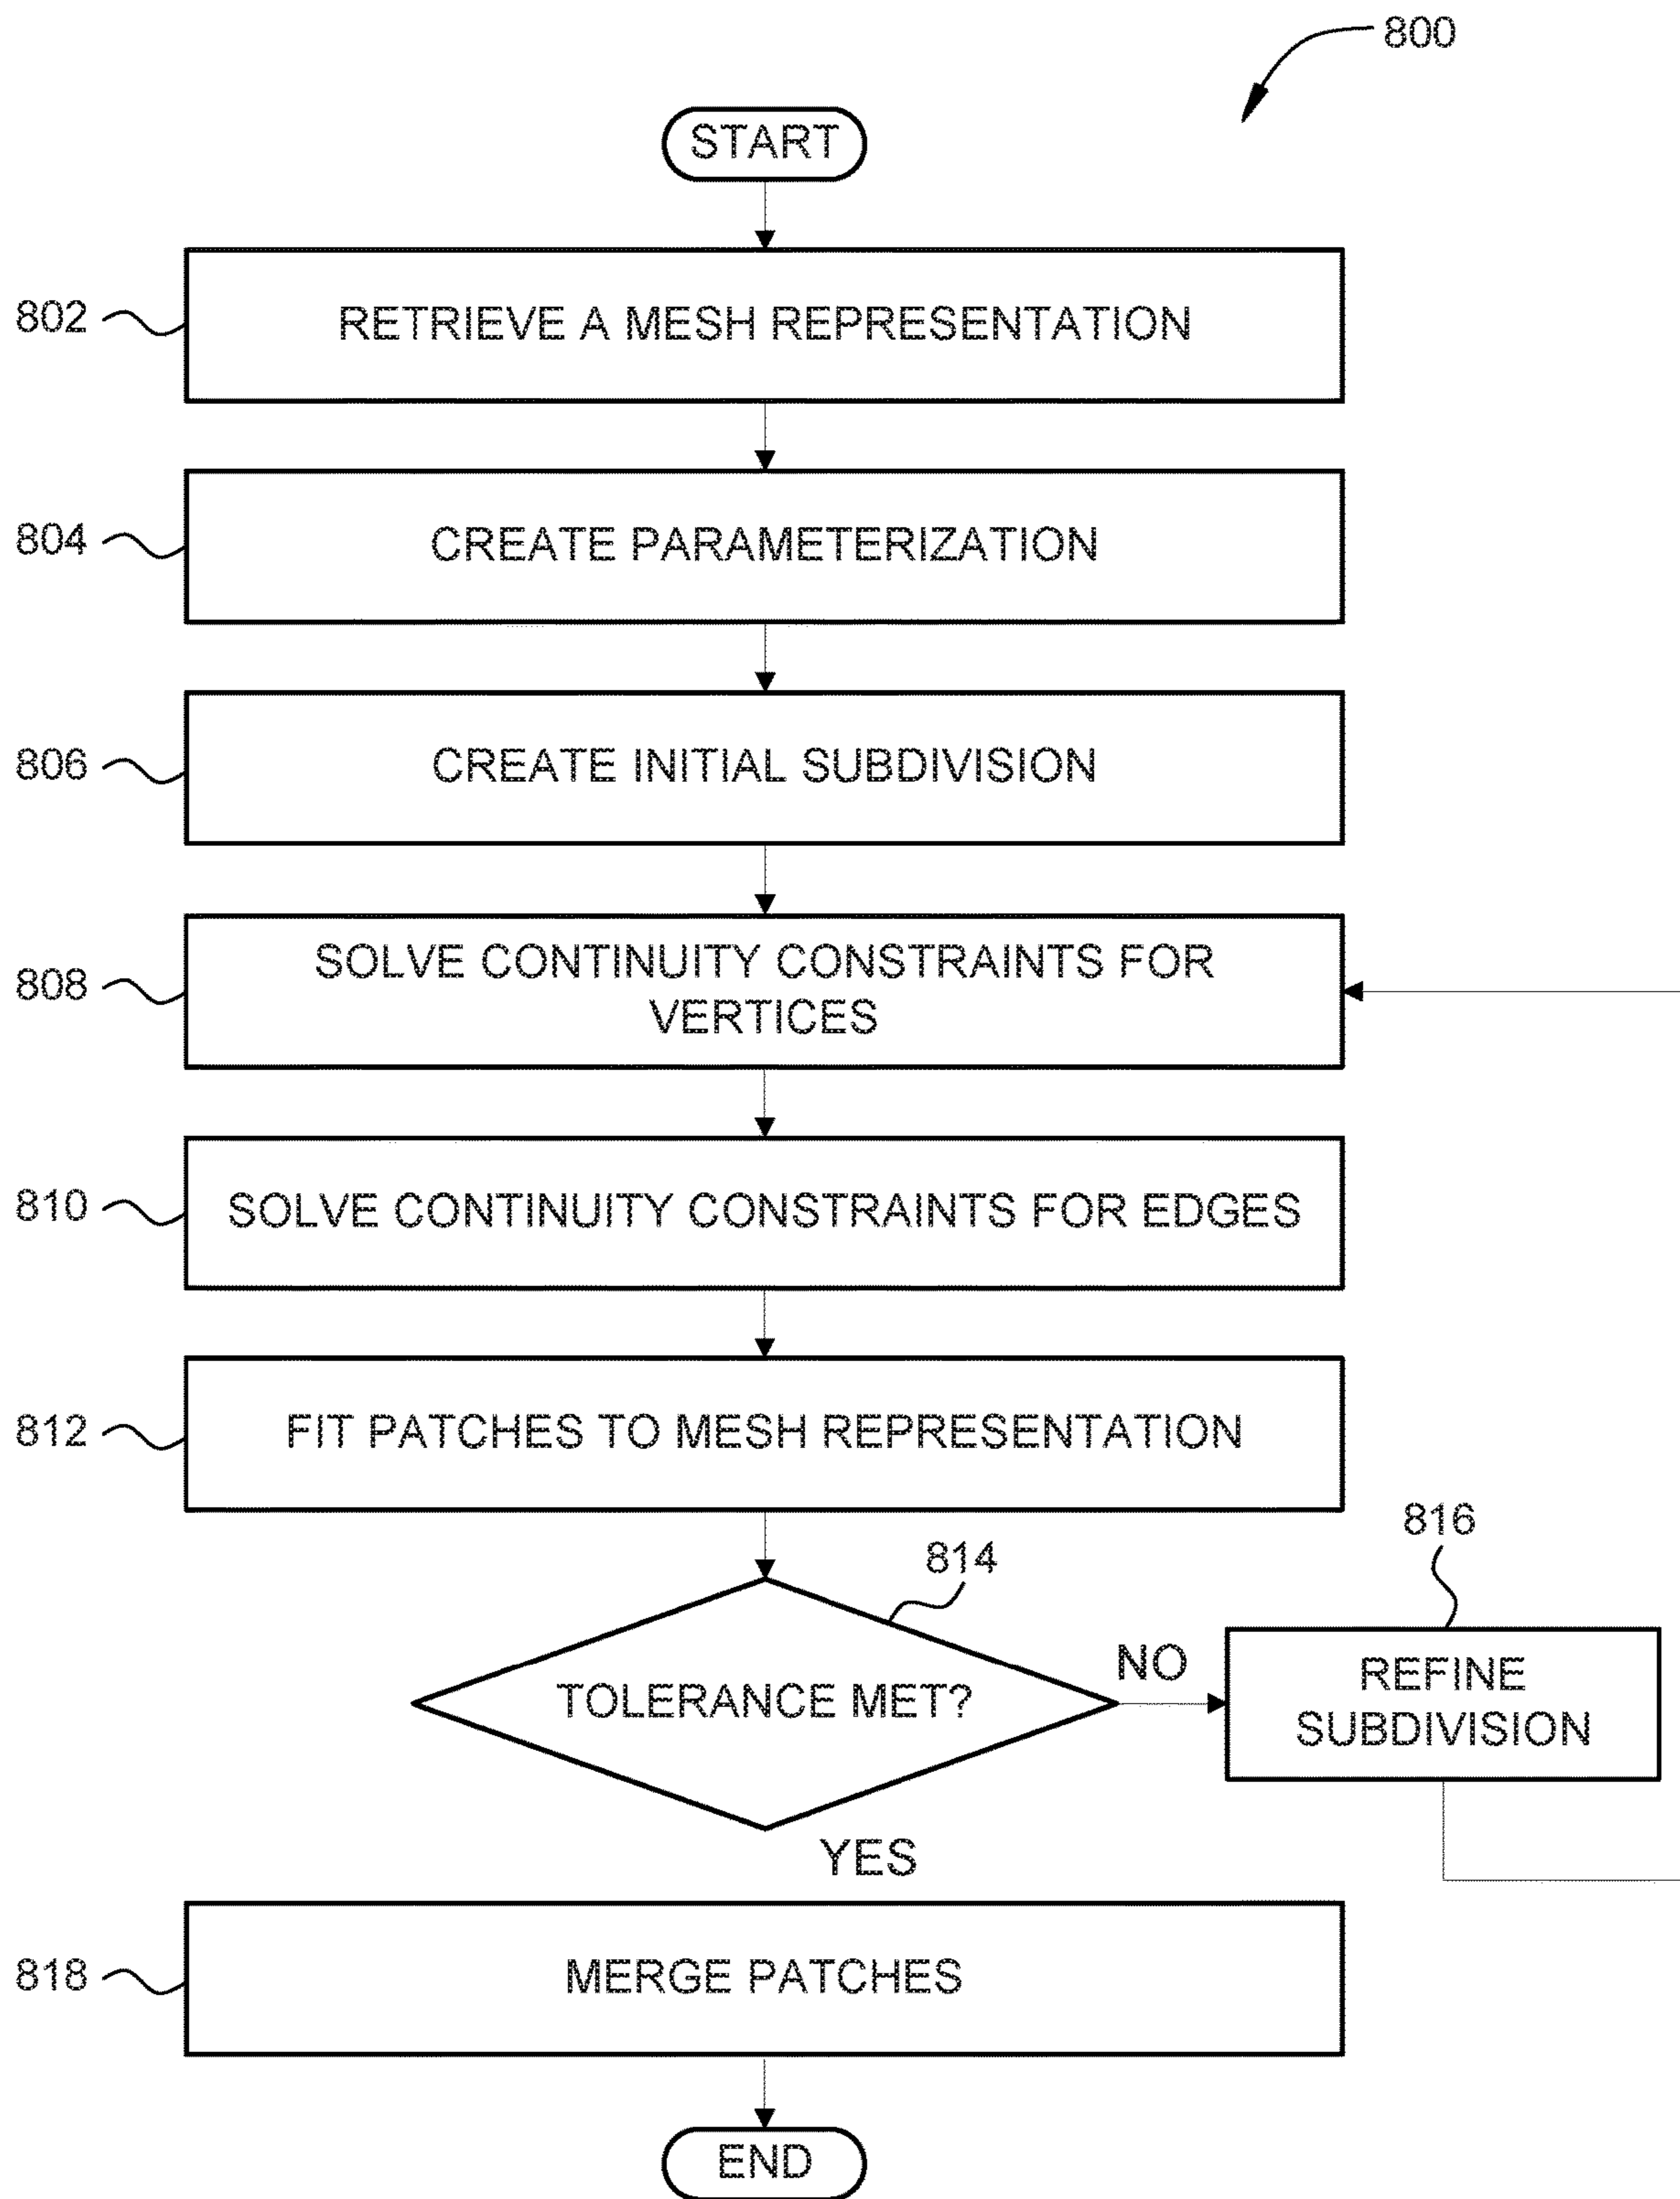 800
START
802
RETRIEVE A MESH REPRESENTATION
804
CREATE PARAMETERIZATION
806
CREATE INITIAL SUBDIVISION
808
SOLVE CONTINUITY CONSTRAINTS FOR
VERTICES
810
SOLVE CONTINUITY CONSTRAINTS FOR EDGES
812
FIT PATCHES TO MESH REPRESENTATION
814
TOLERANCE MET?
NO
816
REFINE
SUBDIVISION
YES
818
MERGE PATCHES
END